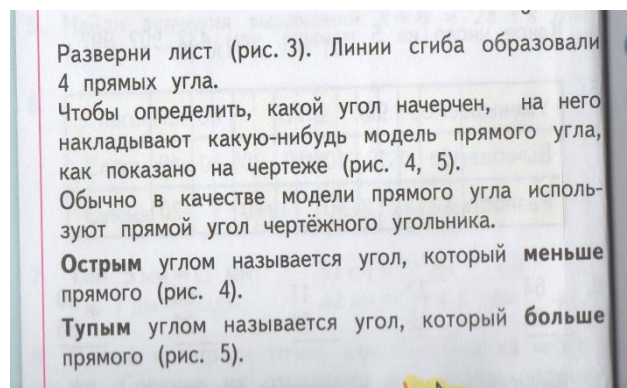 Разверни лист (рис. 3). Линии сгиба образовали
4 прямых угла.
Чтобы определить, какой угол начерчен, на него
накладывают какую-нибудь модель прямого угла,
как показано на чертеже (рис. 4, 5).
Обычно в качестве модели прямого угла исполь-
зуют прямой угол чертёжного угольника.
Острым углом называется угол, который меньше
прямого (рис. 4).
Тупым углом называется угол, который больше
прямого (рис. 5).